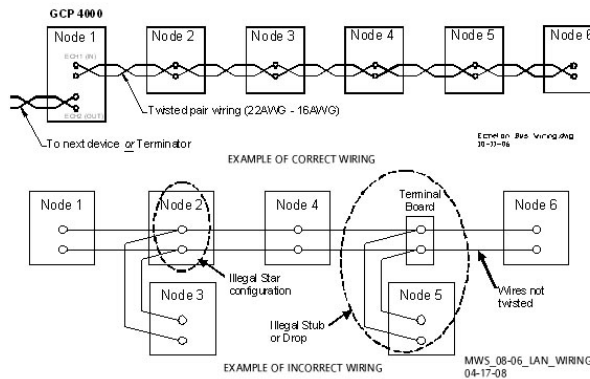 GCP 4000
Node 1
Node 2
Node 3
Node 4
Node 5
Node 6
ECH1 (IN)
ECH2 (OUT)
Twisted pair wiring (22AWG - 16AWG)
To next device or Terminator
Echelon Bus Wiring.dwg
EXAMPLE OF CORRECT WIRING
Node 1
Node 2
Node 4
Terminal
Board
Node 6
Illegal Star
configuration
Wires not
twisted
Node 3
Illegal Stub
or Drop
Node 5
EXAMPLE OF INCORRECT WIRING
MWS_08-06_LAN_WIRING
04-17-08